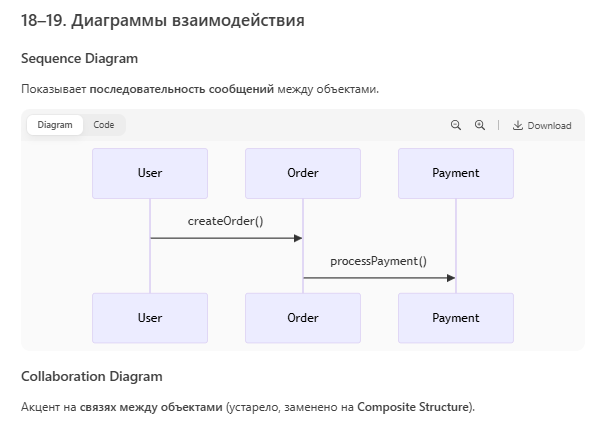 18–19. Диаграммы взаимодействия
Sequence Diagram
Показывает последовательность сообщений между объектами.
Diagram Code Download
User Order Payment
createOrder()
processPayment()
User Order Payment
Collaboration Diagram
Акцент на связях между объектами (устарело, заменено на Composite Structure).